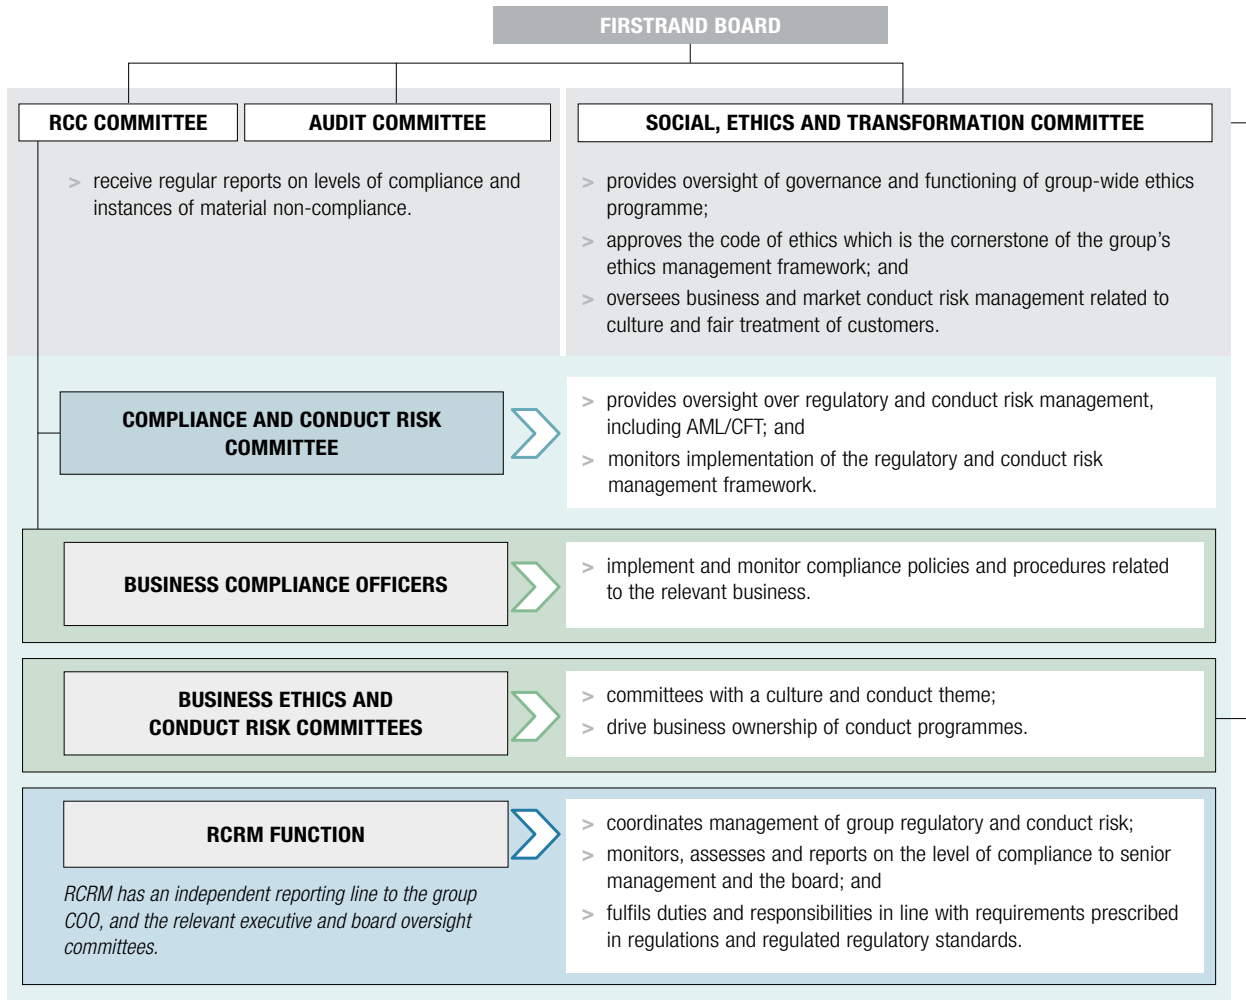 FIRSTRAND BOARD
RCC COMMITTEE
AUDIT COMMITTEE
SOCIAL, ETHICS AND TRANSFORMATION COMMITTEE
> receive regular reports on levels of compliance and
instances of material non-compliance.
> provides oversight of governance and functioning of group-wide ethics
programme;
> approves the code of ethics which is the cornerstone of the group's
ethics management framework; and
> oversees business and market conduct risk management related to
culture and fair treatment of customers.
COMPLIANCE AND CONDUCT RISK
COMMITTEE
> provides oversight over regulatory and conduct risk management,
including AML/CFT; and
> monitors implementation of the regulatory and conduct risk
management framework.
BUSINESS COMPLIANCE OFFICERS
> implement and monitor compliance policies and procedures related
to the relevant business.
BUSINESS ETHICS AND
CONDUCT RISK COMMITTEES
> committees with a culture and conduct theme;
> drive business ownership of conduct programmes.
RCRM FUNCTION
RCRM has an independent reporting line to the group
COO, and the relevant executive and board oversight
committees.
> coordinates management of group regulatory and conduct risk;
> monitors, assesses and reports on the level of compliance to senior
management and the board; and
> fulfils duties and responsibilities in line with requirements prescribed
in regulations and regulated regulatory standards.